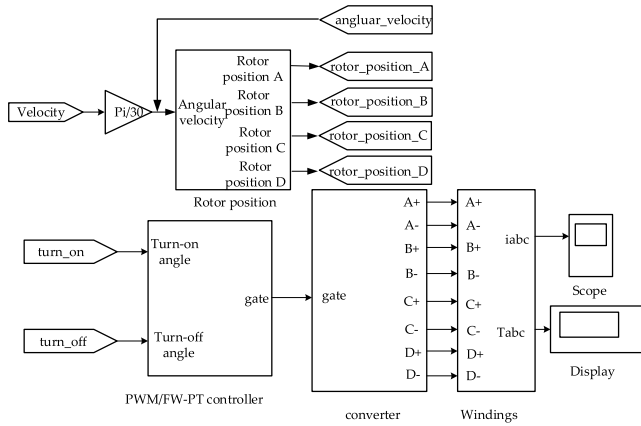 angluar_velocity
Rotor
position A
rotor_position_A
Velocity
Pi/30
Angular
velocity
Rotor
position B
rotor_position_B
Rotor
position C
rotor_position_C
Rotor
position D
rotor_position_D
Rotor position
turn_on
Turn-on
angle
turn_off
Turn-off
angle
gate
PWM/FW-PT controller
gate
A+
A-
B+
B-
C+
C-
D+
D-
converter
A+
A-
B+
B-
C+
C-
D+
D-
iabc
Tabc
Windings
Scope
Display